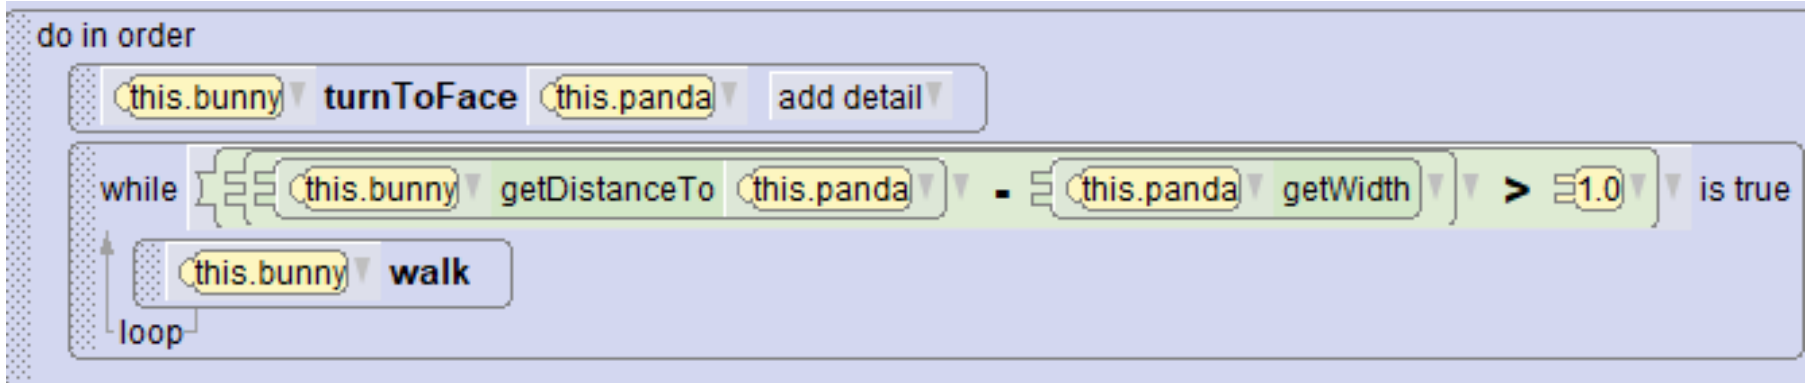 do in order
this.bunny turnToFace this.panda add detail
while this.bunny getDistanceTo this.panda - this.panda getWidth > 1.0 is true
this.bunny walk
loop